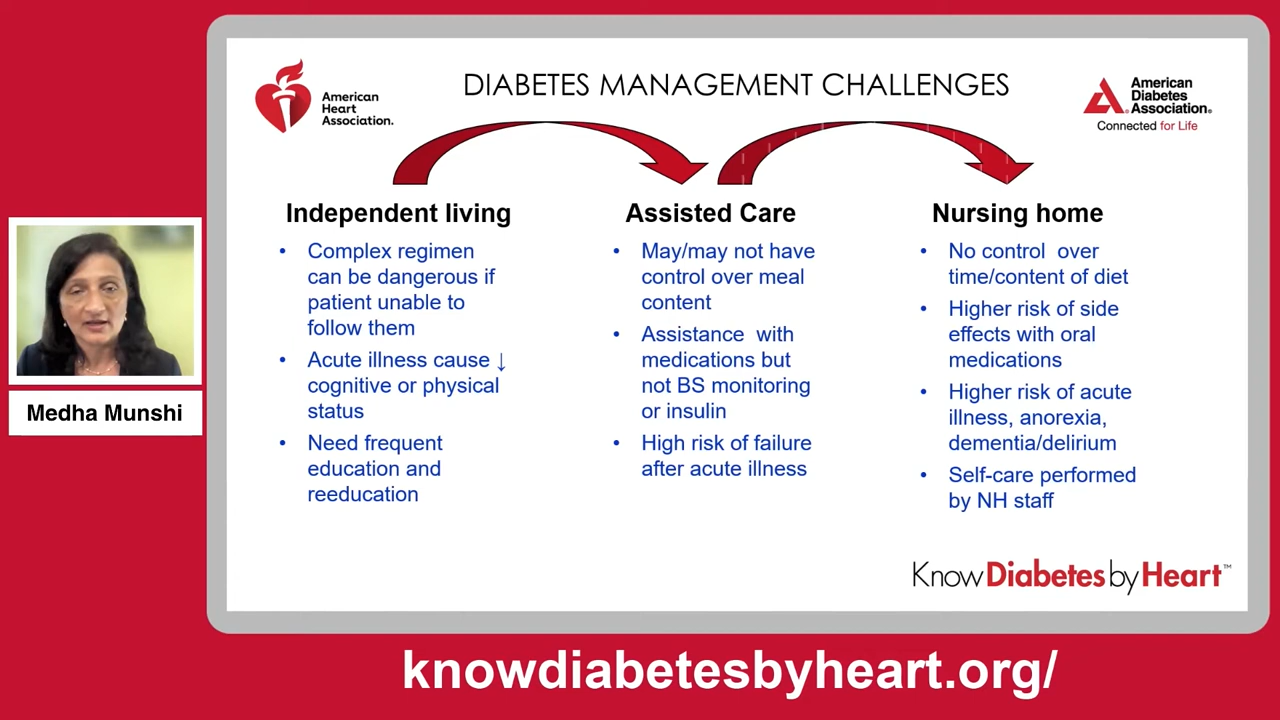 American
Heart
Association.
DIABETES MANAGEMENT CHALLENGES
American
Diabetes
Association®
Connected for Life
Independent living
• Complex regimen
can be dangerous if
patient unable to
follow them
• Acute illness cause ↓
cognitive or physical
status
• Need frequent
education and
reeducation
Assisted Care
• May/may not have
control over meal
content
• Assistance with
medications but
not BS monitoring
or insulin
• High risk of failure
after acute illness
Nursing home
• No control over
time/content of diet
• Higher risk of side
effects with oral
medications
• Higher risk of acute
illness, anorexia,
dementia/delirium
• Self-care performed
by NH staff
Medha Munshi
Know Diabetes by Heart™
knowdiabetesbyheart.org/